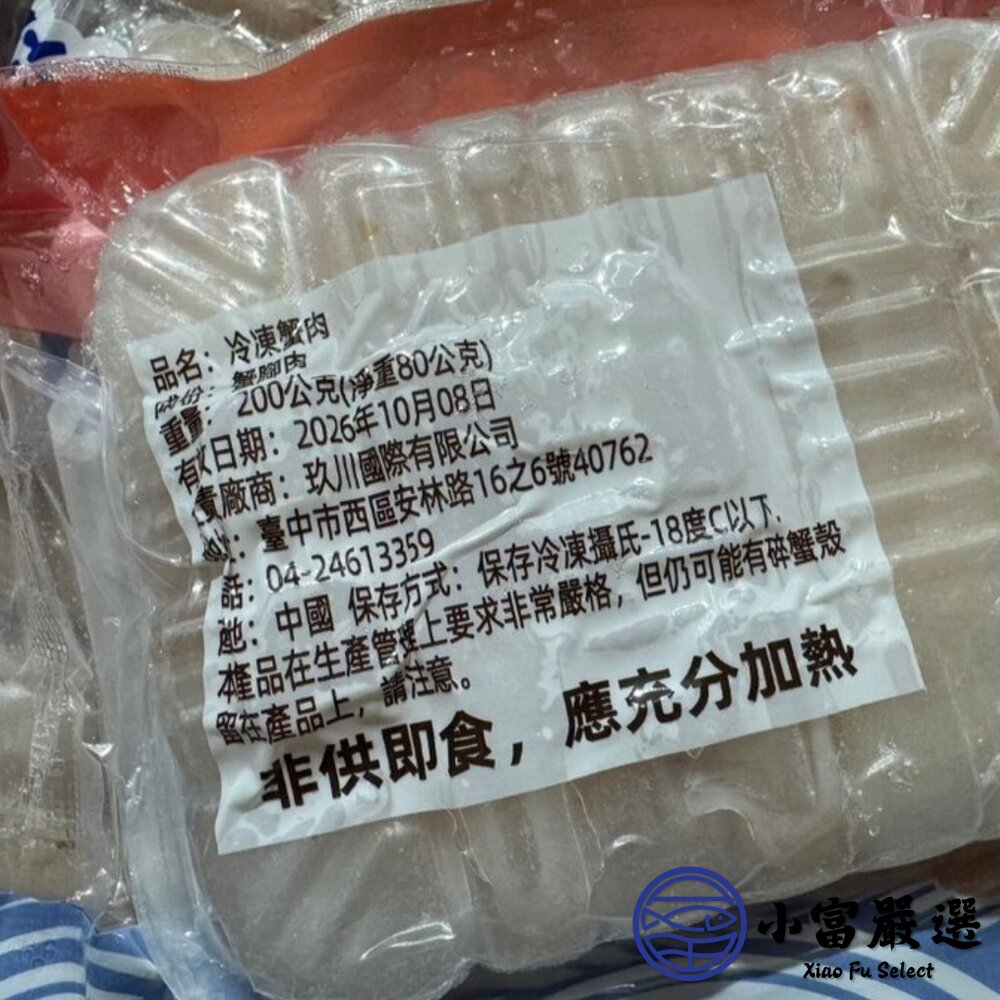 品名：冷凍蟹肉
成份：蟹腳肉
重量：200公克(淨重80公克)
有效日期：2026年10月08日
責廠商：玖川國際有限公司
址：臺中市西區安林路16之6號40762
話：04-24613359
地：中國 保存方式：保存冷凍攝氏-18度C以下.
本產品在生產管理上要求非常嚴格，但仍可能有碎蟹殼
留在產品上，請注意。
非供即食，應充分加熱
小富嚴選
Xiao Fu Select